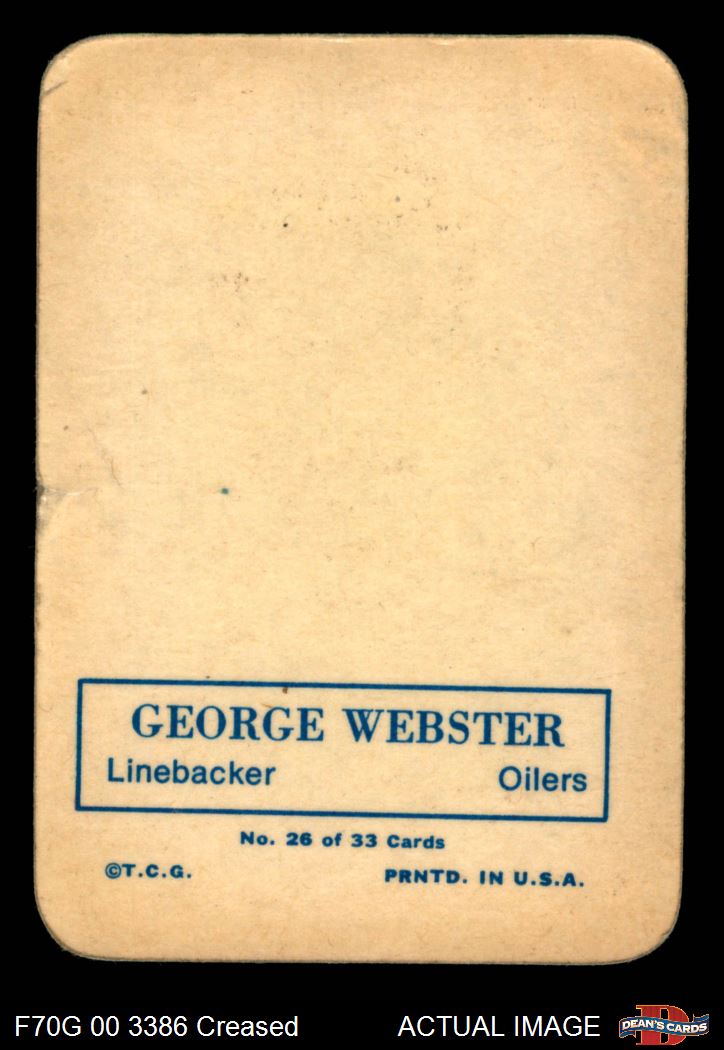 GEORGE WEBSTER
Linebacker Oilers
No. 26 of 33 Cards
©T.C.G. PRNTD. IN U.S.A.
F70G 00 3386 Creased ACTUAL IMAGE
D
DEAN'S CARDS